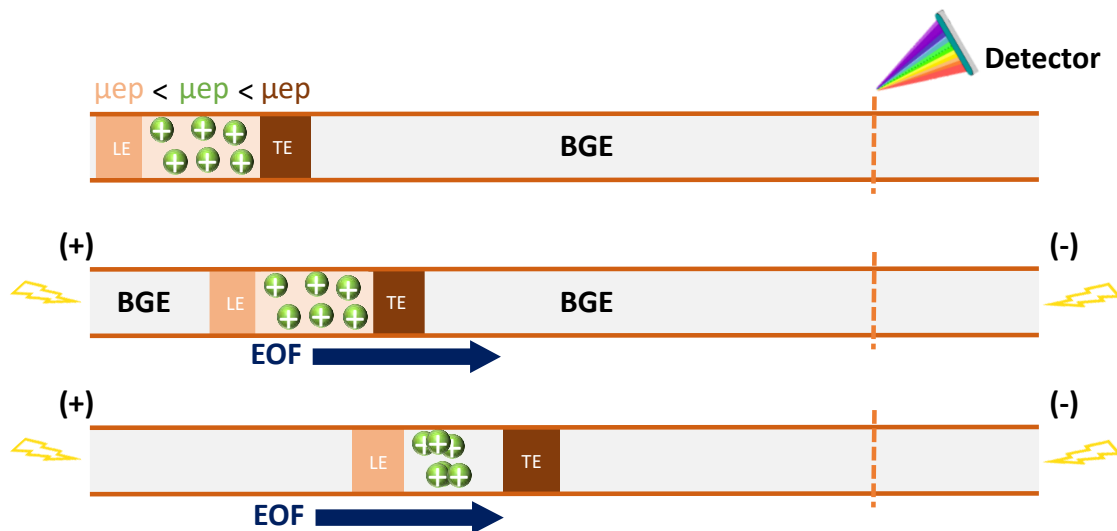 Detector
μep < μep < μep
LE + + + + + + TE BGE
(+) (-)
BGE LE + + + + + + TE BGE
EOF
(+) (-)
LE + + + + + TE
EOF